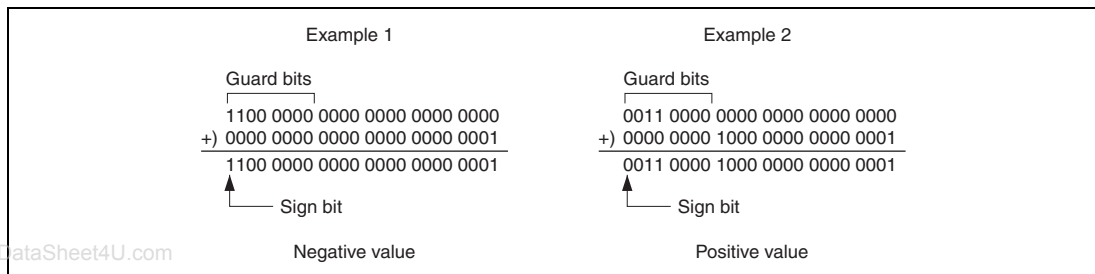 Example 1
Guard bits
1100 0000 0000 0000 0000 0000
+) 0000 0000 0000 0000 0000 0001
1100 0000 0000 0000 0000 0001
Sign bit
Negative value
Example 2
Guard bits
0011 0000 0000 0000 0000 0000
+) 0000 0000 1000 0000 0000 0001
0011 0000 1000 0000 0000 0001
Sign bit
Positive value
DataSheet4U.com